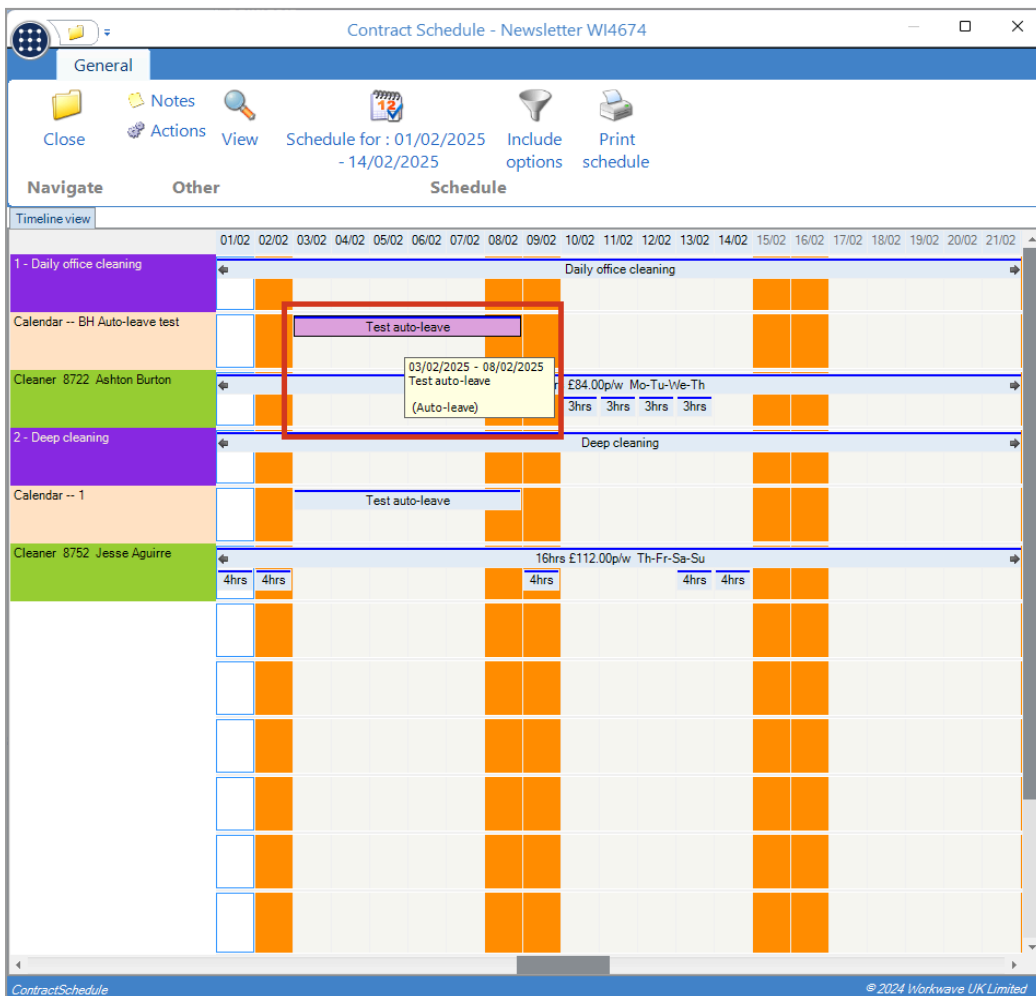 Contract Schedule - Newsletter WI4674
General
Close
Notes
Actions
View
Schedule for : 01/02/2025
- 14/02/2025
Include
options
Print
schedule
Navigate
Other
Schedule
Timeline view
01/02 02/02 03/02 04/02 05/02 06/02 07/02 08/02 09/02 10/02 11/02 12/02 13/02 14/02 15/02 16/02 17/02 18/02 19/02 20/02 21/02
1 - Daily office cleaning
Daily office cleaning
Calendar -- BH Auto-leave test
Test auto-leave
03/02/2025 - 08/02/2025
Test auto-leave
(Auto-leave)
Cleaner 8722 Ashton Burton
£84.00p/w Mo-Tu-We-Th
3hrs 3hrs 3hrs 3hrs
2 - Deep cleaning
Deep cleaning
Calendar -- 1
Test auto-leave
Cleaner 8752 Jesse Aguirre
16hrs £112.00p/w Th-Fr-Sa-Su
4hrs 4hrs 4hrs 4hrs 4hrs
ContractSchedule
© 2024 Workwave UK Limited